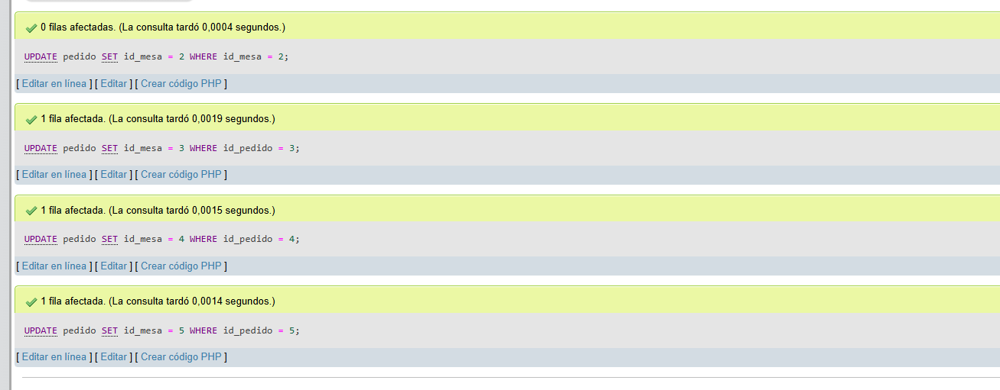 0 filas afectadas. (La consulta tardó 0,0004 segundos.)
UPDATE pedido SET id_mesa = 2 WHERE id_mesa = 2;
[ Editar en línea ] [ Editar ] [ Crear código PHP ]
1 fila afectada. (La consulta tardó 0,0019 segundos.)
UPDATE pedido SET id_mesa = 3 WHERE id_pedido = 3;
[ Editar en línea ] [ Editar ] [ Crear código PHP ]
1 fila afectada. (La consulta tardó 0,0015 segundos.)
UPDATE pedido SET id_mesa = 4 WHERE id_pedido = 4;
[ Editar en línea ] [ Editar ] [ Crear código PHP ]
1 fila afectada. (La consulta tardó 0,0014 segundos.)
UPDATE pedido SET id_mesa = 5 WHERE id_pedido = 5;
[ Editar en línea ] [ Editar ] [ Crear código PHP ]